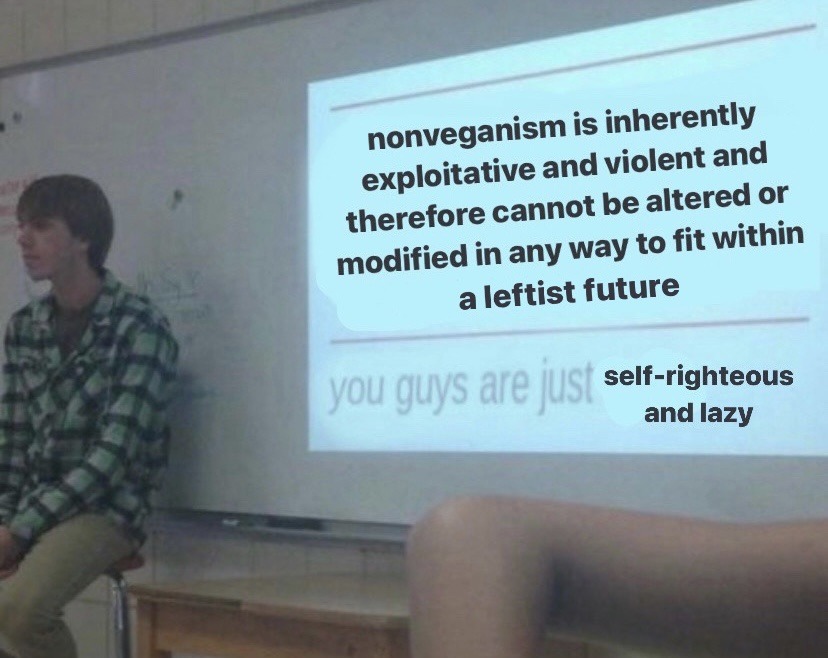 nonveganism is inherently
exploitative and violent and
therefore cannot be altered or
modified in any way to fit within
a leftist future
you guys are just self-righteous
and lazy